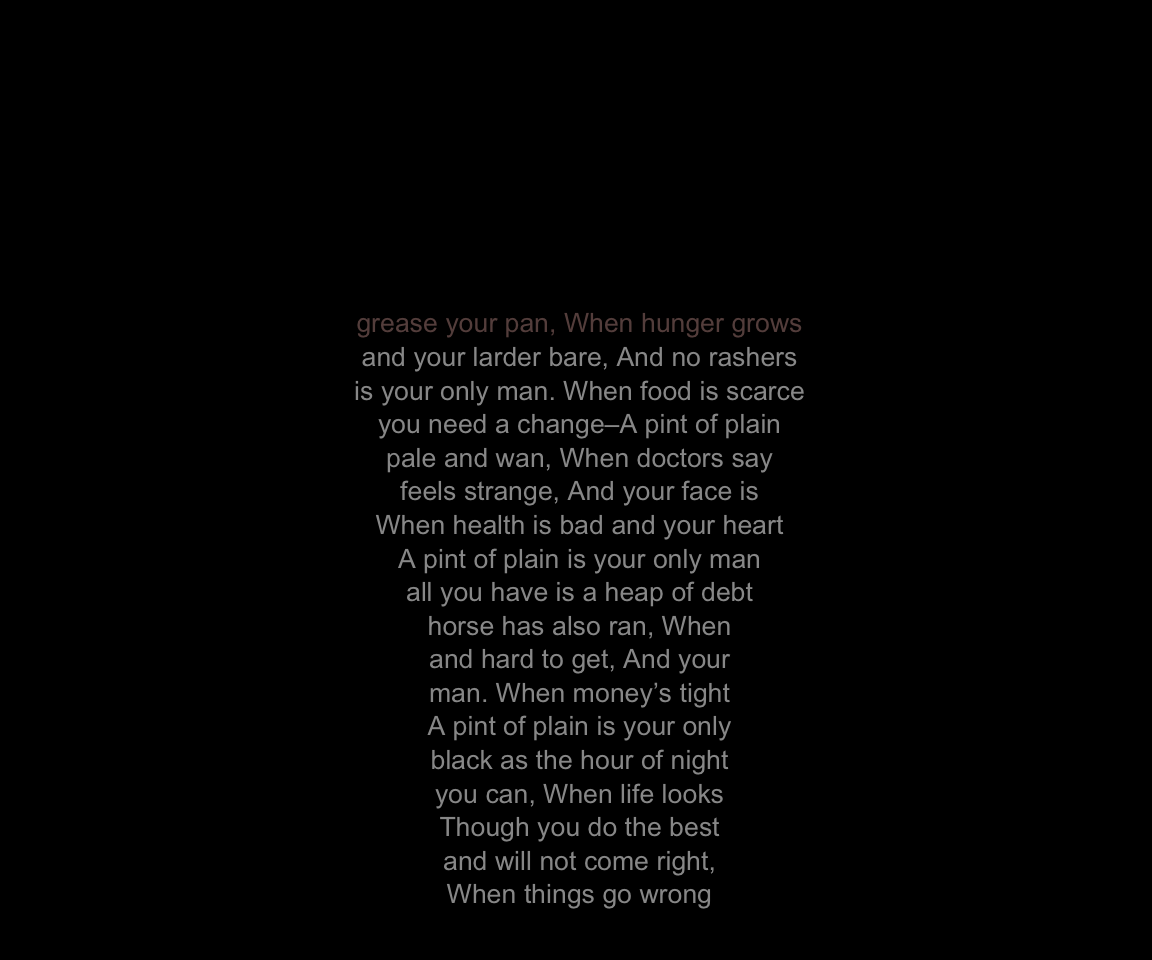 grease your pan, When hunger grows
and your larder bare, And no rashers
is your only man. When food is scarce
you need a change–A pint of plain
pale and wan, When doctors say
feels strange, And your face is
When health is bad and your heart
A pint of plain is your only man
all you have is a heap of debt
horse has also ran, When
and hard to get, And your
man. When money’s tight
A pint of plain is your only
black as the hour of night
you can, When life looks
Though you do the best
and will not come right,
When things go wrong